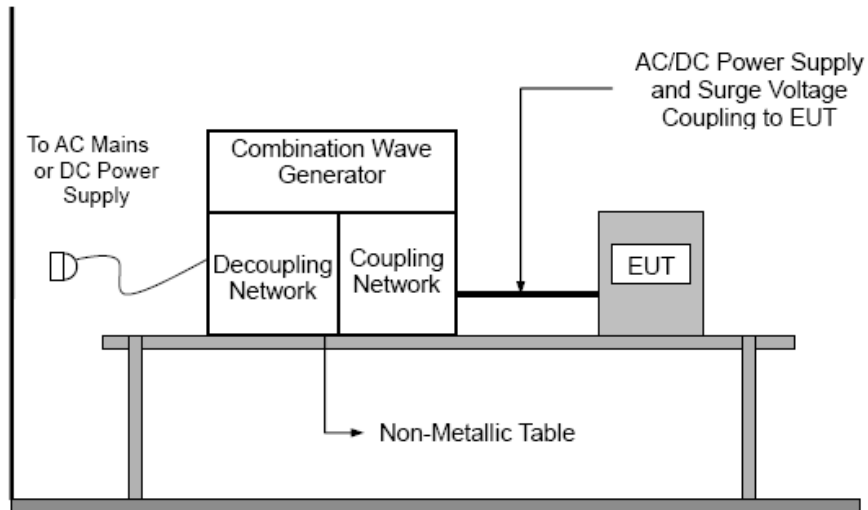 AC/DC Power Supply
and Surge Voltage
Coupling to EUT
To AC Mains
or DC Power
Supply
Combination Wave
Generator
Decoupling
Network
Coupling
Network
EUT
Non-Metallic Table